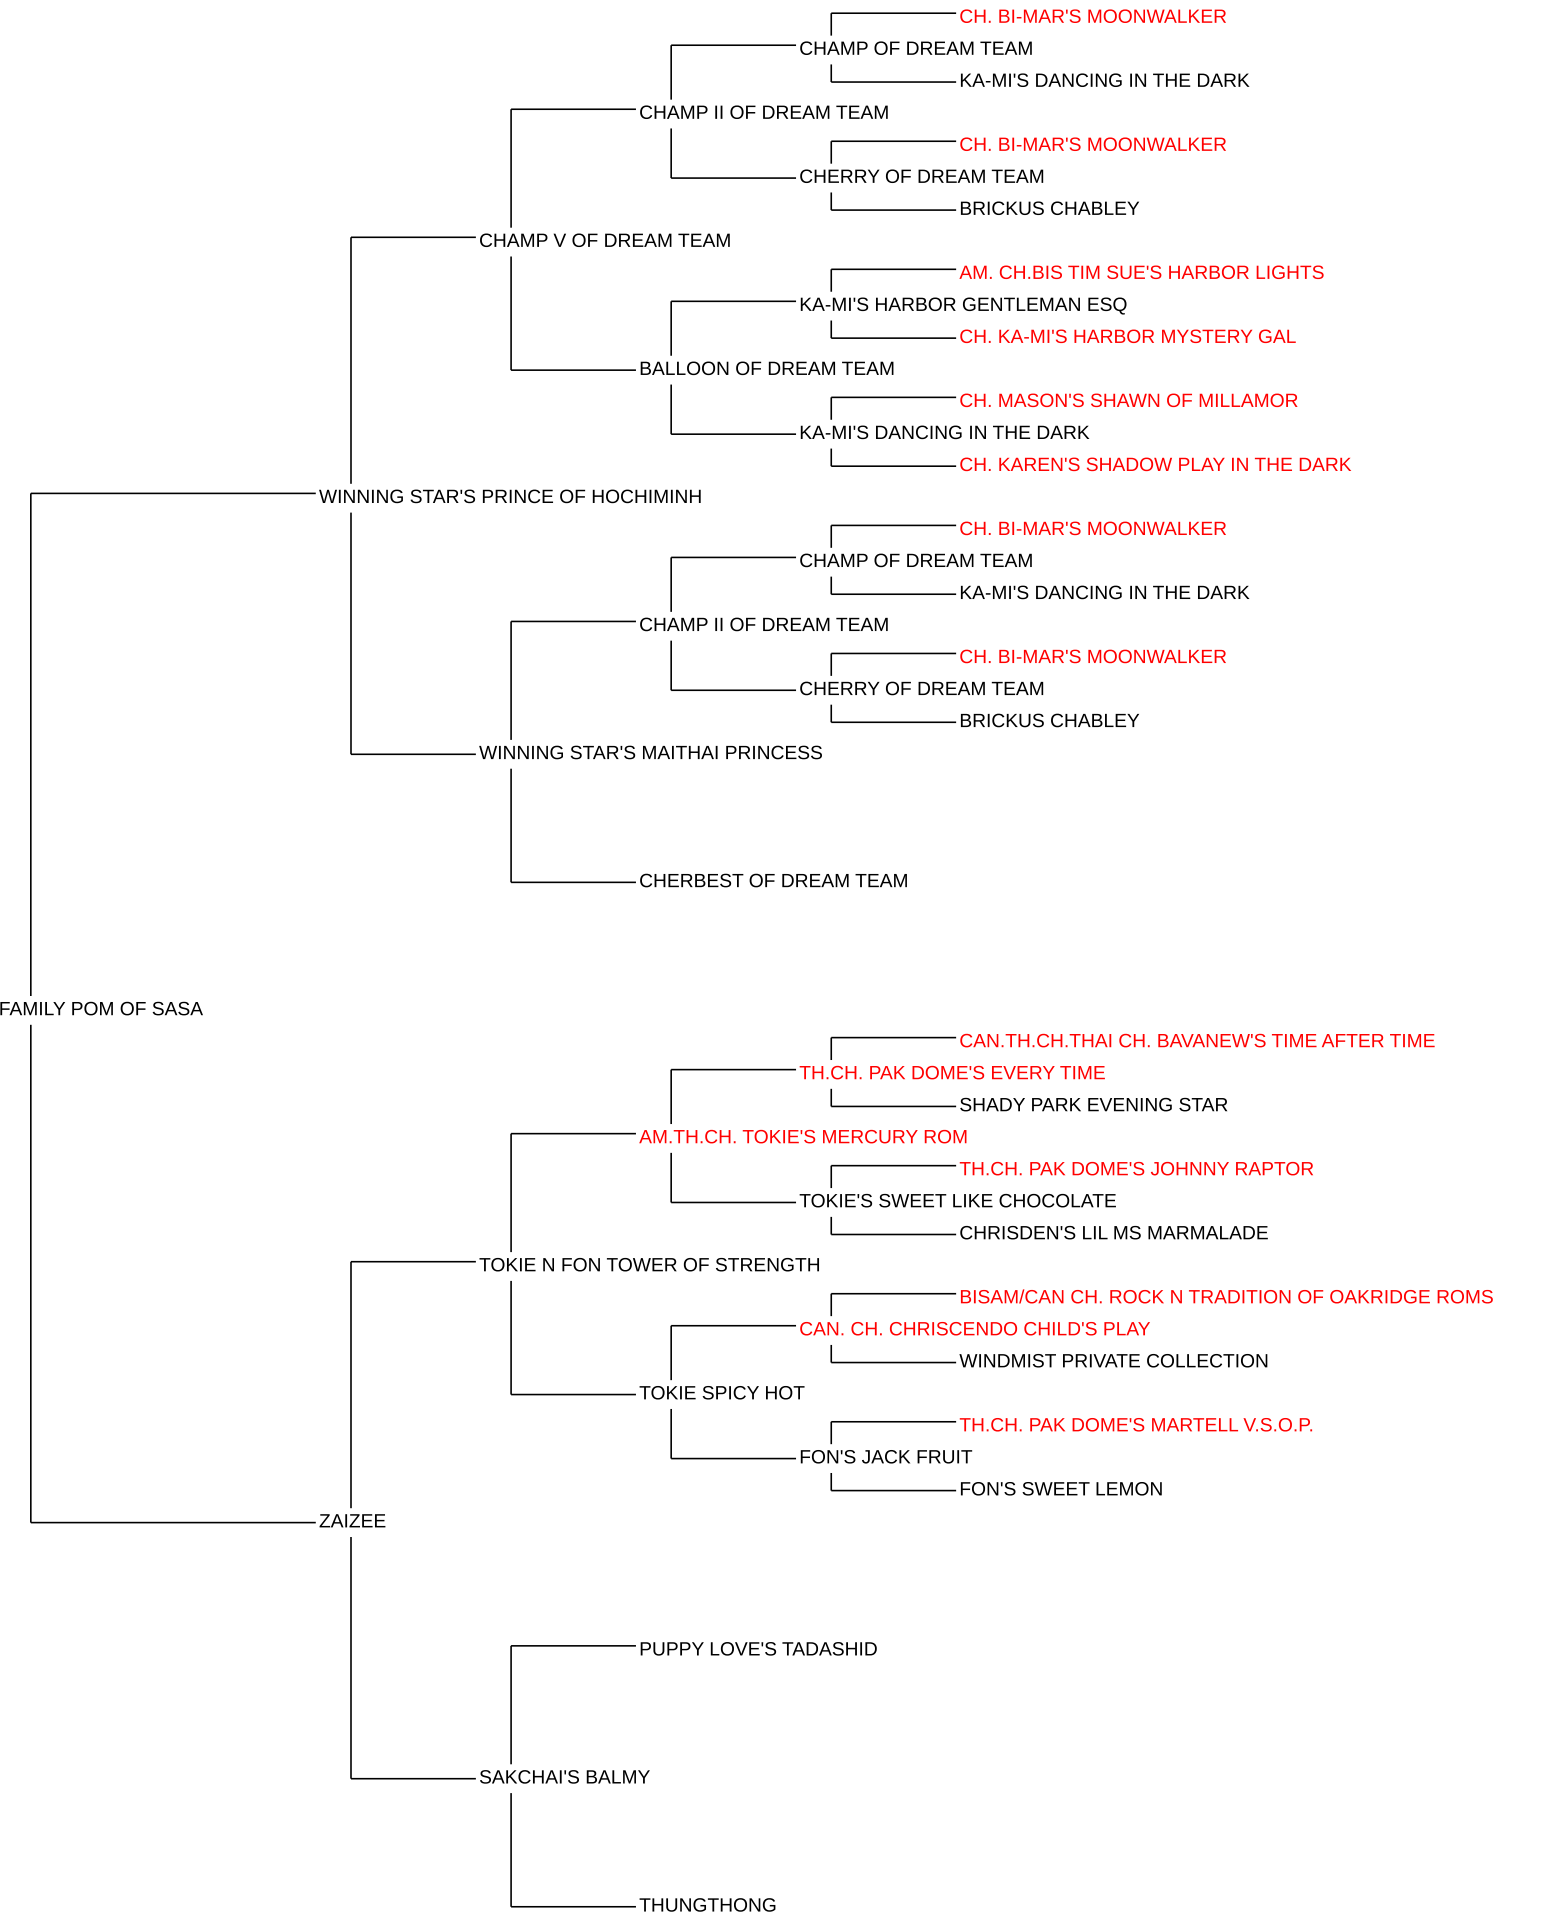 CH. BI-MAR'S MOONWALKER
CHAMP OF DREAM TEAM
KA-MI'S DANCING IN THE DARK
CHAMP II OF DREAM TEAM
CH. BI-MAR'S MOONWALKER
CHERRY OF DREAM TEAM
BRICKUS CHABLEY
CHAMP V OF DREAM TEAM
AM. CH.BIS TIM SUE'S HARBOR LIGHTS
KA-MI'S HARBOR GENTLEMAN ESQ
CH. KA-MI'S HARBOR MYSTERY GAL
BALLOON OF DREAM TEAM
CH. MASON'S SHAWN OF MILLAMOR
KA-MI'S DANCING IN THE DARK
CH. KAREN'S SHADOW PLAY IN THE DARK
WINNING STAR'S PRINCE OF HOCHIMINH
CH. BI-MAR'S MOONWALKER
CHAMP OF DREAM TEAM
KA-MI'S DANCING IN THE DARK
CHAMP II OF DREAM TEAM
CH. BI-MAR'S MOONWALKER
CHERRY OF DREAM TEAM
BRICKUS CHABLEY
WINNING STAR'S MAITHAI PRINCESS
CHERBEST OF DREAM TEAM
FAMILY POM OF SASA
CAN.TH.CH.THAI CH. BAVANEW'S TIME AFTER TIME
TH.CH. PAK DOME'S EVERY TIME
SHADY PARK EVENING STAR
AM.TH.CH. TOKIE'S MERCURY ROM
TH.CH. PAK DOME'S JOHNNY RAPTOR
TOKIE'S SWEET LIKE CHOCOLATE
CHRISDEN'S LIL MS MARMALADE
TOKIE N FON TOWER OF STRENGTH
BISAM/CAN CH. ROCK N TRADITION OF OAKRIDGE ROMS
CAN. CH. CHRISCENDO CHILD'S PLAY
WINDMIST PRIVATE COLLECTION
TOKIE SPICY HOT
TH.CH. PAK DOME'S MARTELL V.S.O.P.
FON'S JACK FRUIT
FON'S SWEET LEMON
ZAIZEE
PUPPY LOVE'S TADASHID
SAKCHAI'S BALMY
THUNGTHONG